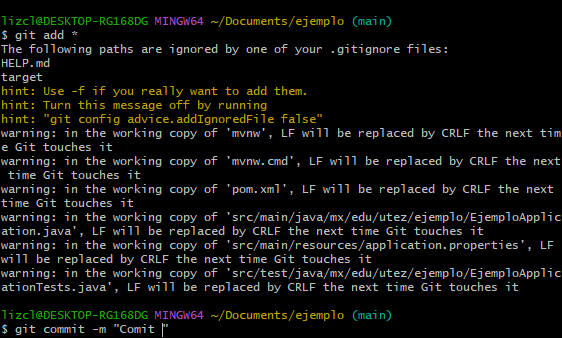 lizcl@DESKTOP-RG168DG MINGW64 ~/Documents/ejemplo (main)
$ git add *
The following paths are ignored by one of your .gitignore files:
HELP.md
target
hint: Use -f if you really want to add them.
hint: Turn this message off by running
hint: "git config advice.addIgnoredFile false"
warning: in the working copy of 'mvnw', LF will be replaced by CRLF the next tim
e Git touches it
warning: in the working copy of 'mvnw.cmd', LF will be replaced by CRLF the next
 time Git touches it
warning: in the working copy of 'pom.xml', LF will be replaced by CRLF the next
time Git touches it
warning: in the working copy of 'src/main/java/mx/edu/utez/ejemplo/EjemploApplic
ation.java', LF will be replaced by CRLF the next time Git touches it
warning: in the working copy of 'src/main/resources/application.properties', LF
will be replaced by CRLF the next time Git touches it
warning: in the working copy of 'src/test/java/mx/edu/utez/ejemplo/EjemploApplic
ationTests.java', LF will be replaced by CRLF the next time Git touches it
lizcl@DESKTOP-RG168DG MINGW64 ~/Documents/ejemplo (main)
$ git commit -m "Comit "